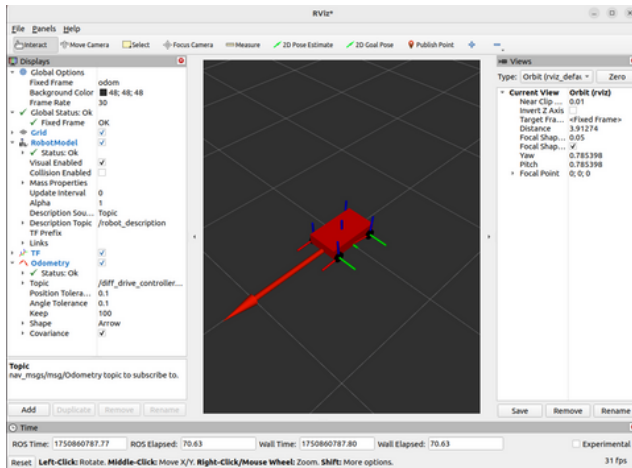 RViz*
File Panels Help
Interact Move Camera Select Focus Camera Measure 2D Pose Estimate 2D Goal Pose Publish Point
Displays
Global Options
Fixed Frame odom
Background Color 48; 48; 48
Frame Rate 30
Global Status: Ok
Fixed Frame OK
Grid
RobotModel
Status: Ok
Visual Enabled
Collision Enabled
Mass Properties
Update Interval 0
Alpha 1
Description Sou... Topic
Description Topic /robot_description
TF Prefix
Links
TF
Odometry
Status: Ok
Topic /diff_drive_controller...
Position Tolera... 0.1
Angle Tolerance 0.1
Keep 100
Shape Arrow
Covariance
Topic
nav_msgs/msg/Odometry topic to subscribe to.
Add Duplicate Remove Rename
Views
Type: Orbit (rviz_defau Zero
Current View Orbit (rviz)
Near Clip ... 0.01
Invert Z Axis
Target Fra... <Fixed Frame>
Distance 3.91274
Focal Shap... 0.05
Focal Shap...
Yaw 0.785398
Pitch 0.785398
Focal Point 0; 0; 0
Save Remove Rename
Time
ROS Time: 1750860787.77 ROS Elapsed: 70.63 Wall Time: 1750860787.80 Wall Elapsed: 70.63 Experimental
Reset Left-Click: Rotate. Middle-Click: Move X/Y. Right-Click/Mouse Wheel: Zoom. Shift: More options. 31 fps